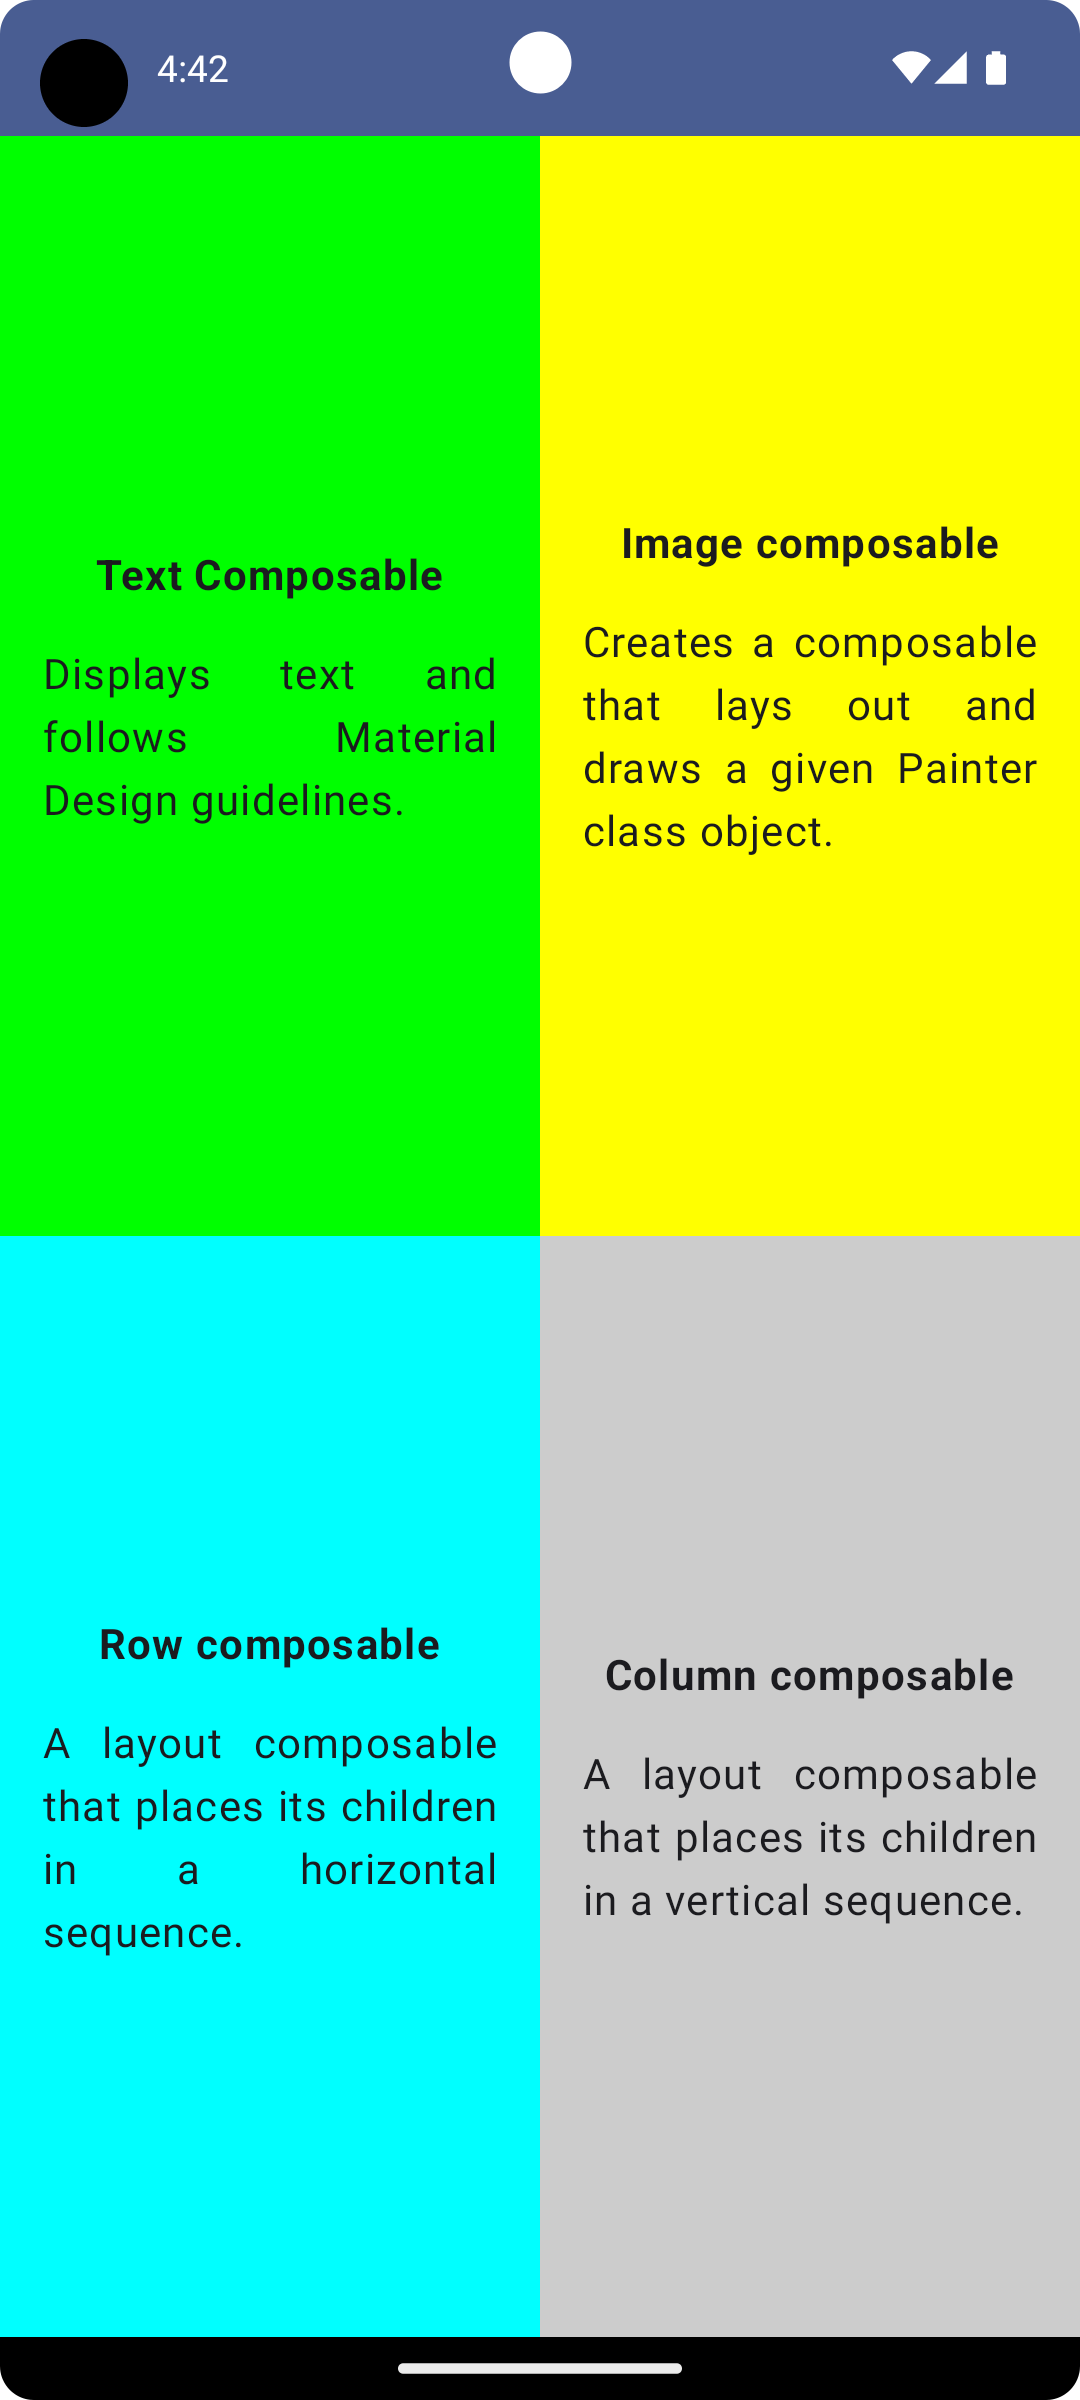 4:42
Text Composable
Displays text and
follows Material
Design guidelines.
Image composable
Creates a composable
that lays out and
draws a given Painter
class object.
Row composable
A layout composable
that places its children
in a horizontal
sequence.
Column composable
A layout composable
that places its children
in a vertical sequence.